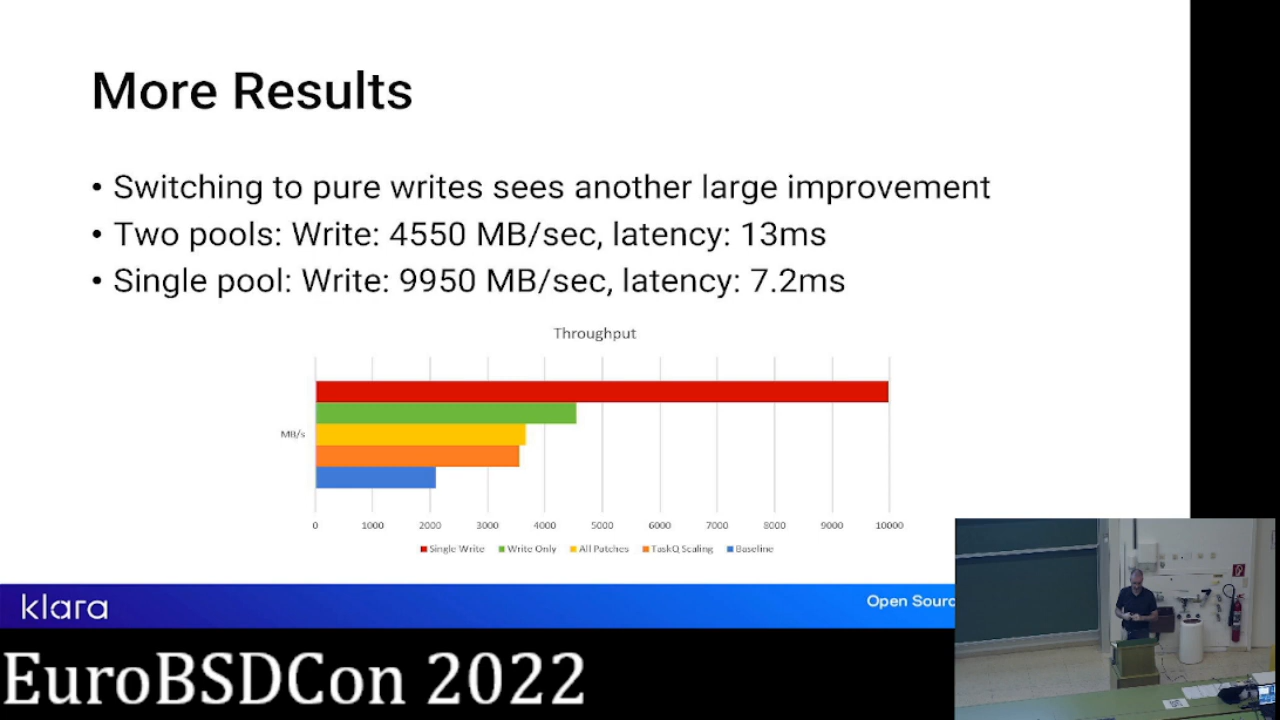 More Results
• Switching to pure writes sees another large improvement
• Two pools: Write: 4550 MB/sec, latency: 13ms
• Single pool: Write: 9950 MB/sec, latency: 7.2ms
Throughput
MB/s
0 1000 2000 3000 4000 5000 6000 7000 8000 9000 10000
Single Write Write Only All Patches TaskQ Scaling Baseline
klara
Open Sourc
EuroBSDCon 2022